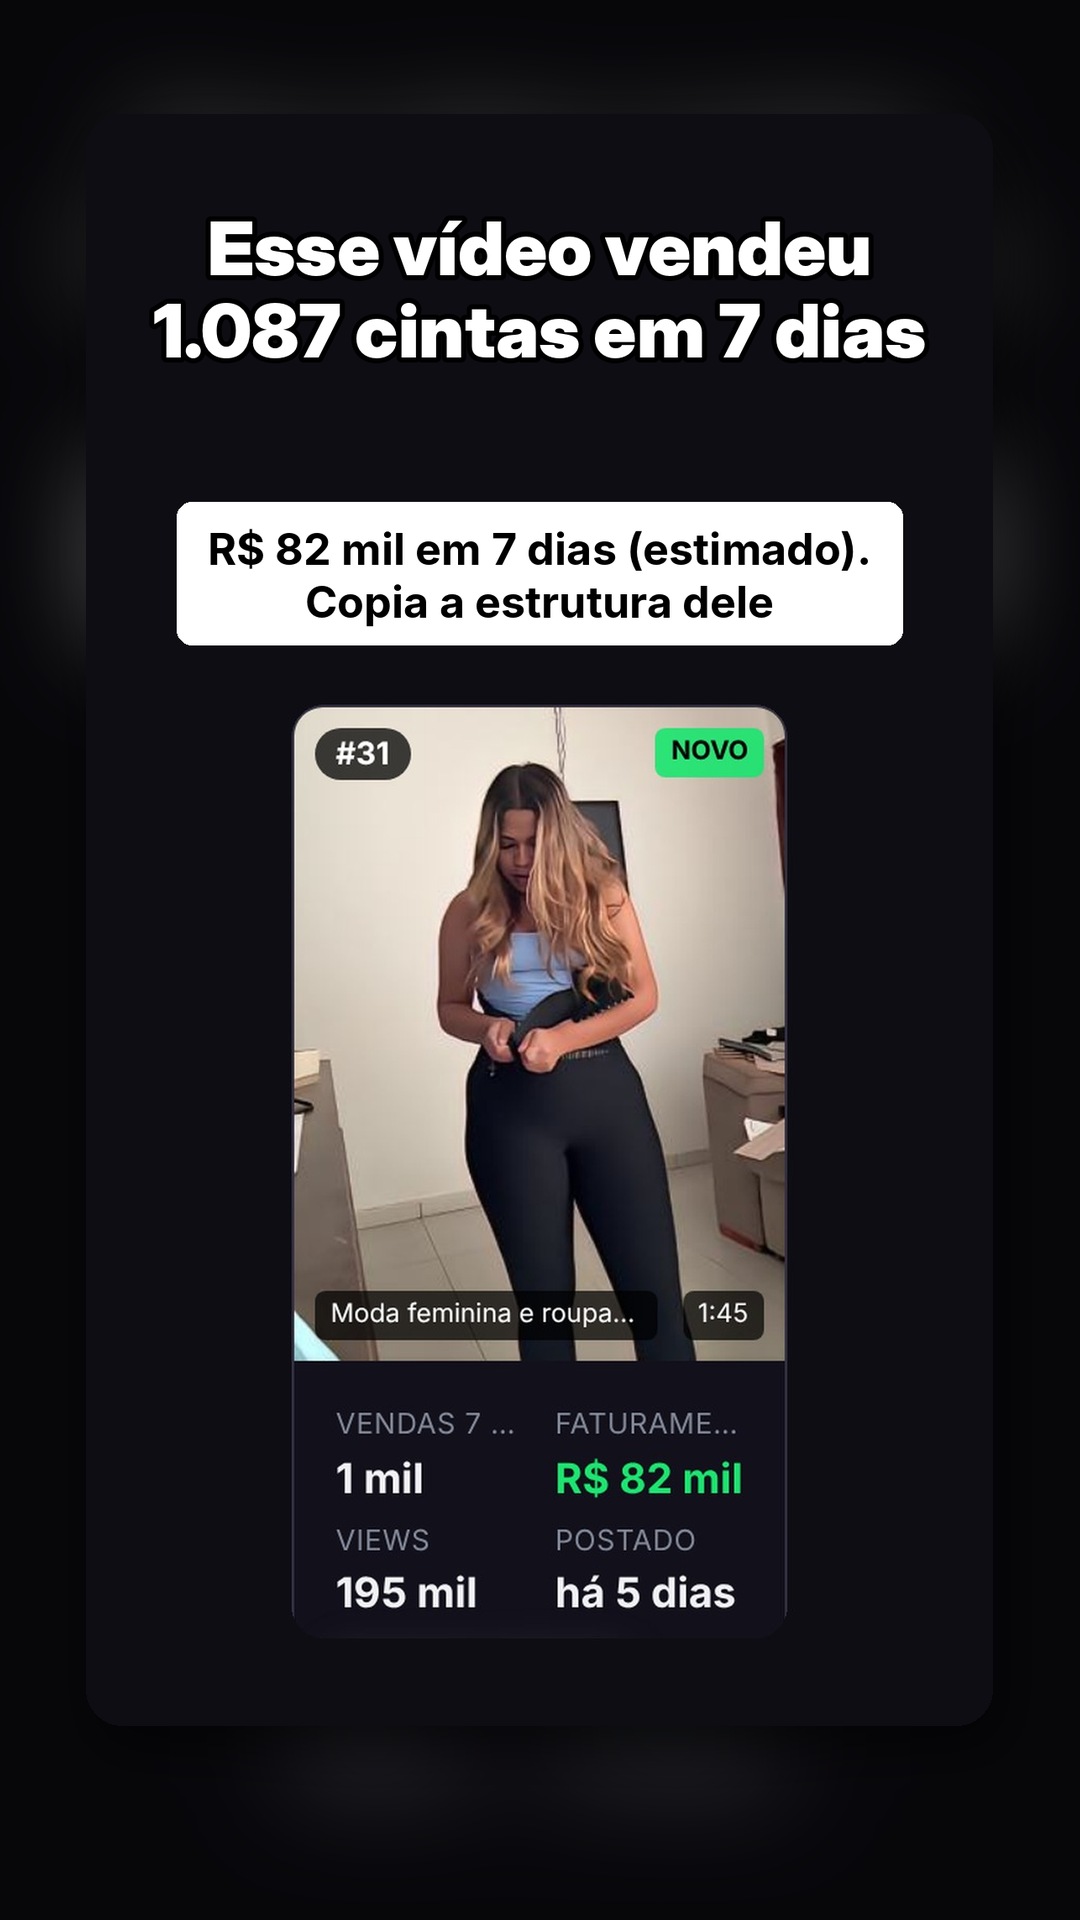 Esse vídeo vendeu
1.087 cintas em 7 dias
R$ 82 mil em 7 dias (estimado).
Copia a estrutura dele
#31
NOVO
Moda feminina e roupa...
1:45
VENDAS 7 ...
FATURAME...
1 mil
R$ 82 mil
VIEWS
POSTADO
195 mil
há 5 dias